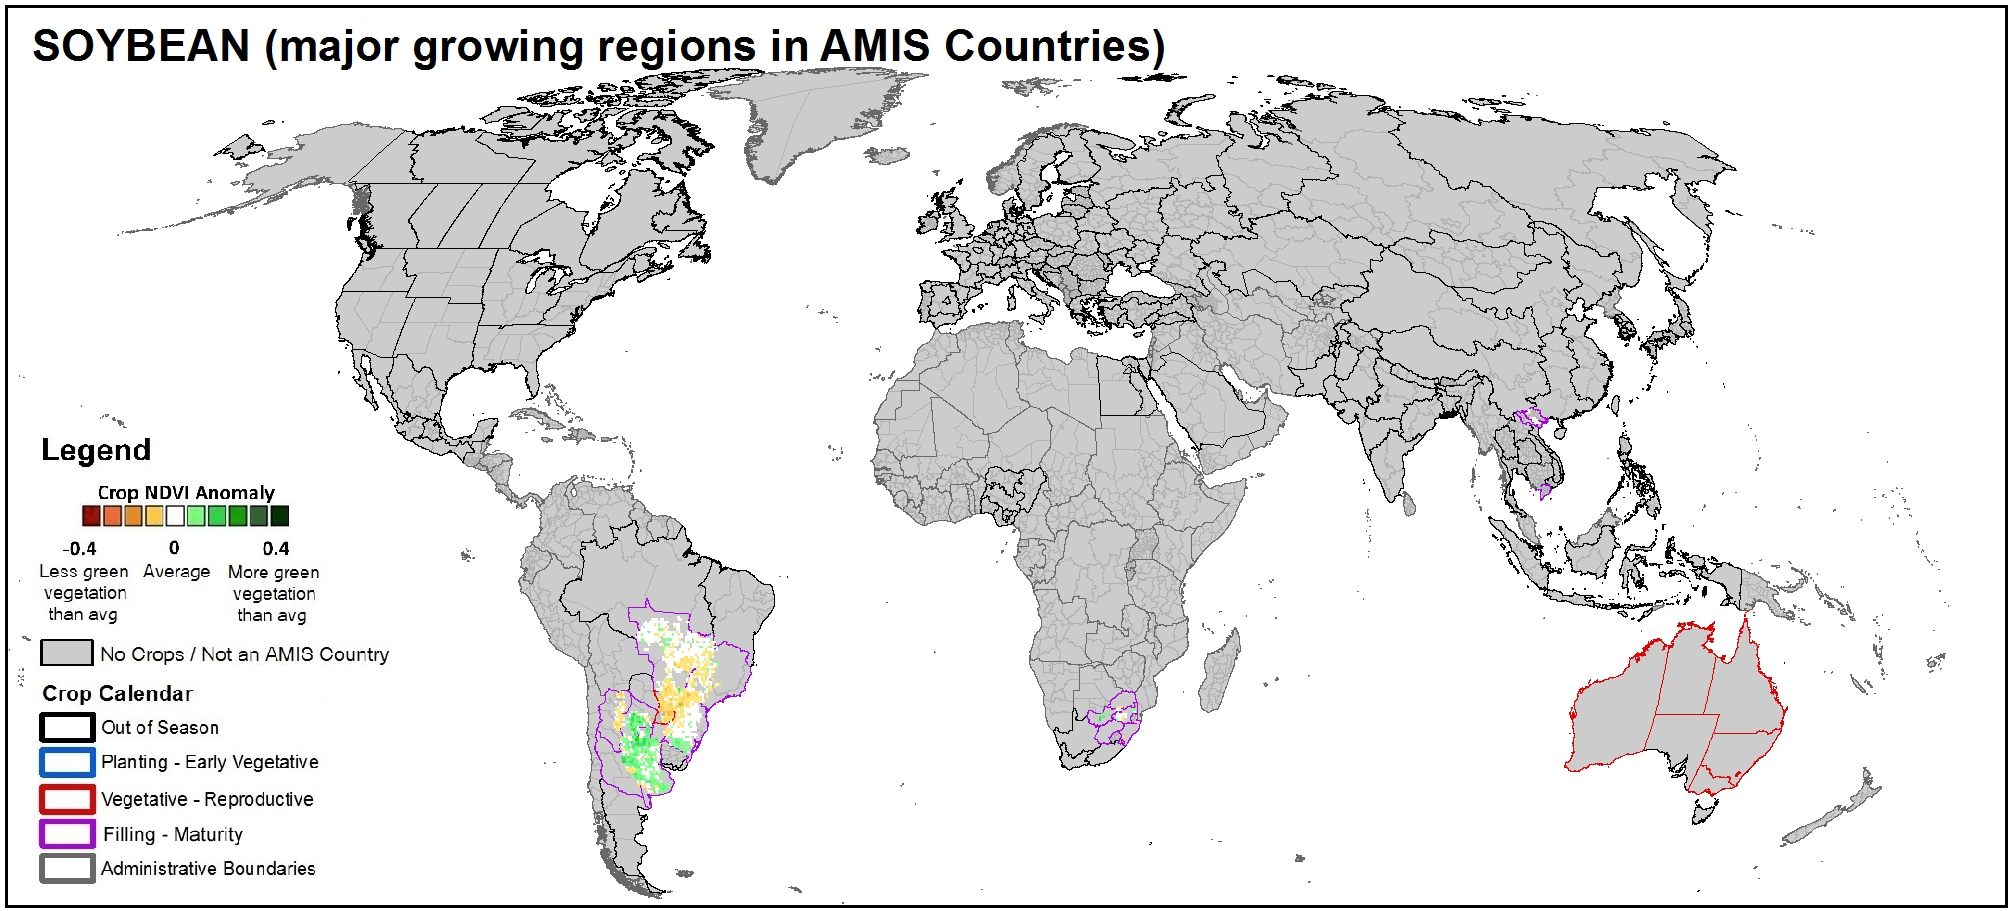 SOYBEAN (major growing regions in AMIS Countries)
Legend
Crop NDVI Anomaly
-0.4 0 0.4
Less green Average More green
vegetation vegetation
than avg than avg
No Crops / Not an AMIS Country
Crop Calendar
Out of Season
Planting - Early Vegetative
Vegetative - Reproductive
Filling - Maturity
Administrative Boundaries